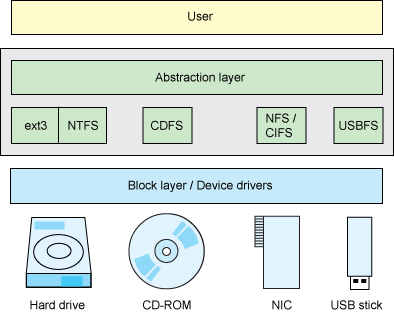 User
Abstraction layer
ext3 NTFS CDFS NFS / CIFS USBFS
Block layer / Device drivers
Hard drive CD-ROM NIC USB stick